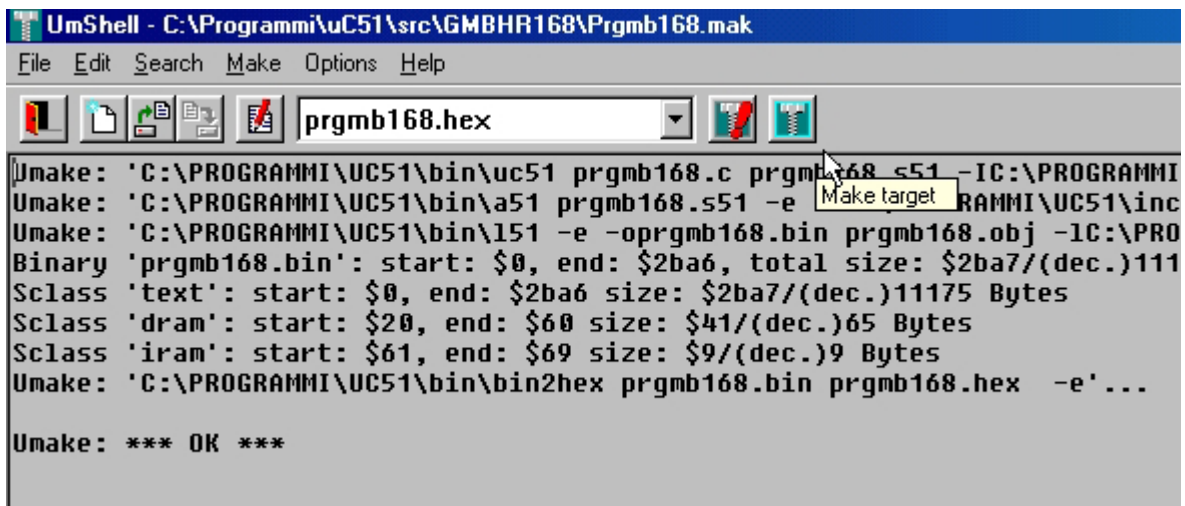 UmShell - C:\Programmi\uC51\src\GMBHR168\Prgmb168.mak
File Edit Search Make Options Help
prgmb168.hex
Umake: 'C:\PROGRAMMI\UC51\bin\uc51 prgmb168.c prgmb168.s51 -IC:\PROGRAMMI
Make target
Umake: 'C:\PROGRAMMI\UC51\bin\a51 prgmb168.s51 -e RAMMI\UC51\inc
Umake: 'C:\PROGRAMMI\UC51\bin\l51 -e -oprgmb168.bin prgmb168.obj -lC:\PRO
Binary 'prgmb168.bin': start: $0, end: $2ba6, total size: $2ba7/(dec.)111
Sclass 'text': start: $0, end: $2ba6 size: $2ba7/(dec.)11175 Bytes
Sclass 'dram': start: $20, end: $60 size: $41/(dec.)65 Bytes
Sclass 'iram': start: $61, end: $69 size: $9/(dec.)9 Bytes
Umake: 'C:\PROGRAMMI\UC51\bin\bin2hex prgmb168.bin prgmb168.hex  -e'...
Umake: *** OK ***